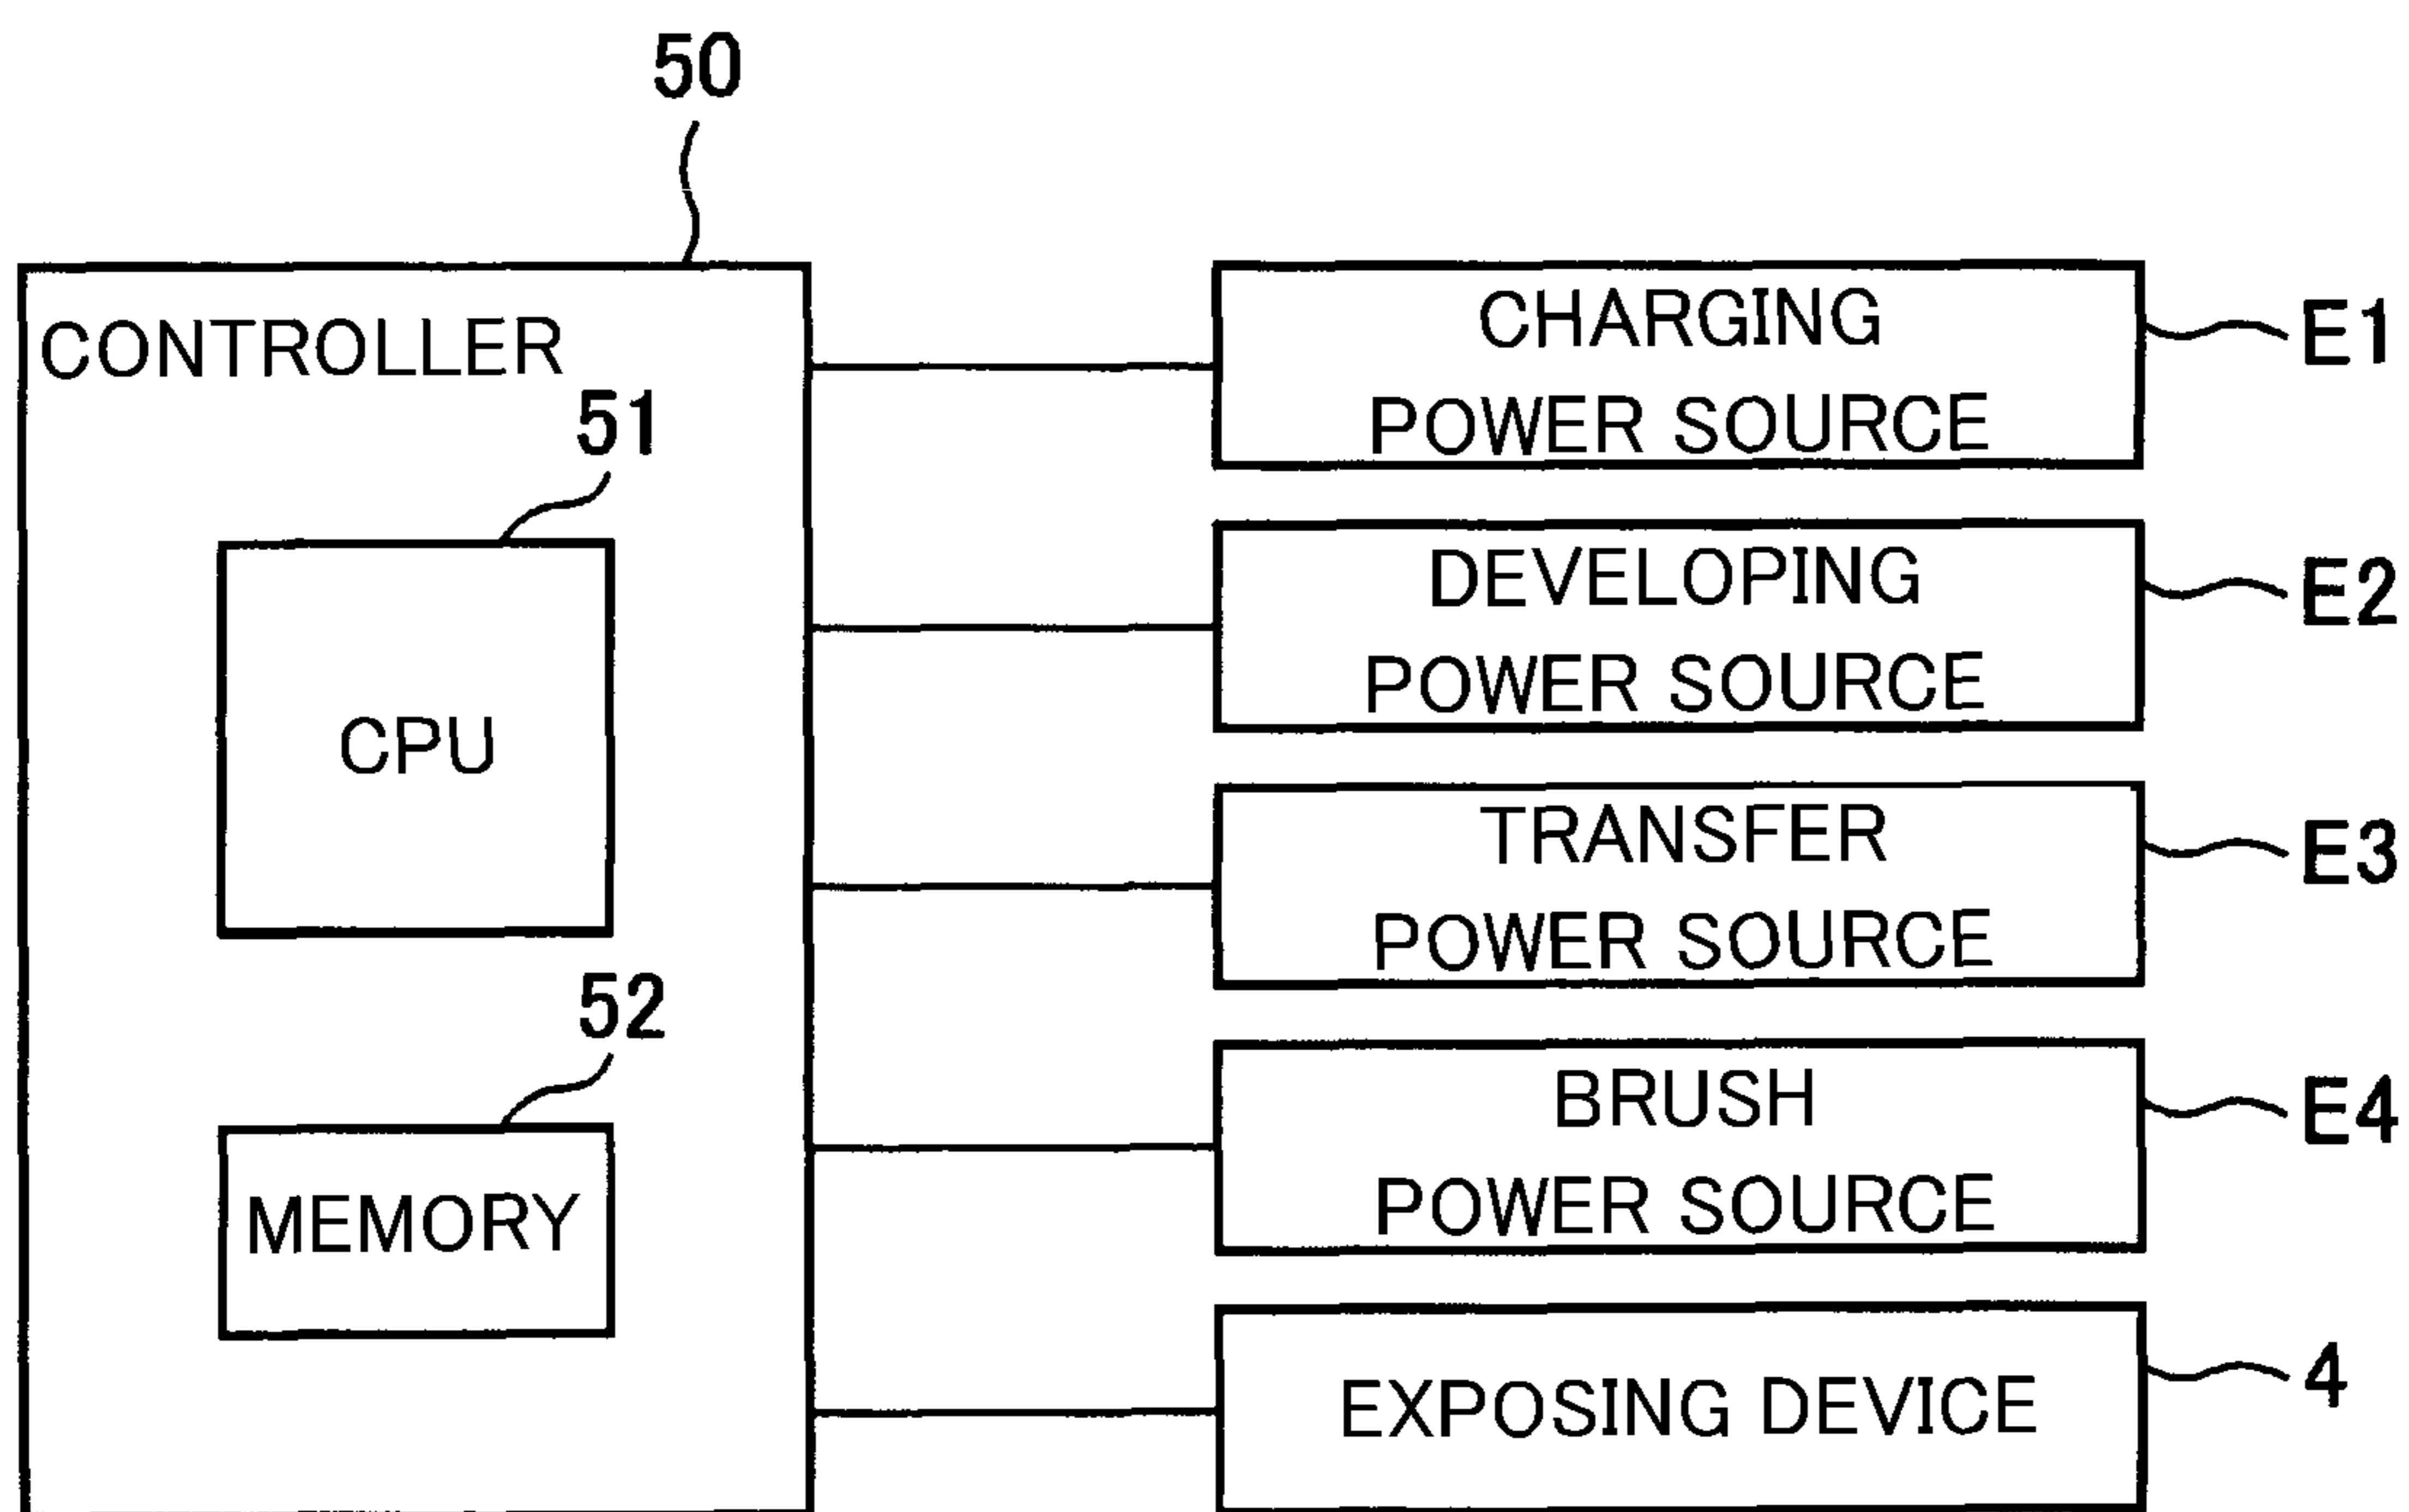 50
CONTROLLER
51
CPU
52
MEMORY
CHARGING
POWER SOURCE
E1
DEVELOPING
POWER SOURCE
E2
TRANSFER
POWER SOURCE
E3
BRUSH
POWER SOURCE
E4
EXPOSING DEVICE
4